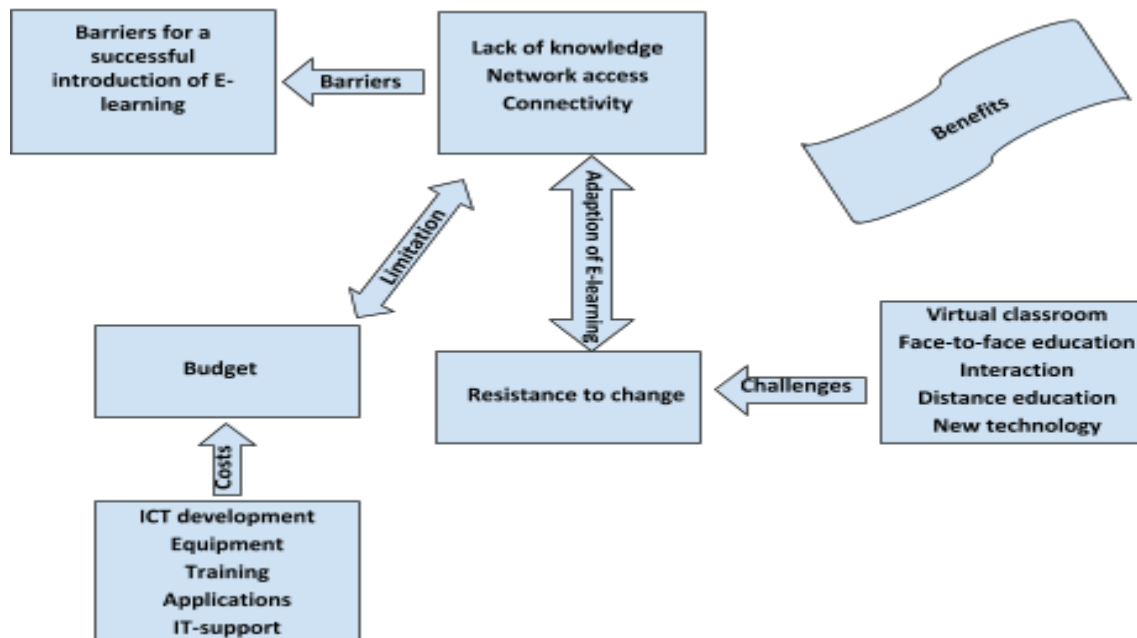 Barriers for a
successful
introduction of E-
learning
Barriers
Lack of knowledge
Network access
Connectivity
Benefits
Limitation
Adaption of E-learning
Budget
Resistance to change
Challenges
Virtual classroom
Face-to-face education
Interaction
Distance education
New technology
Costs
ICT development
Equipment
Training
Applications
IT-support